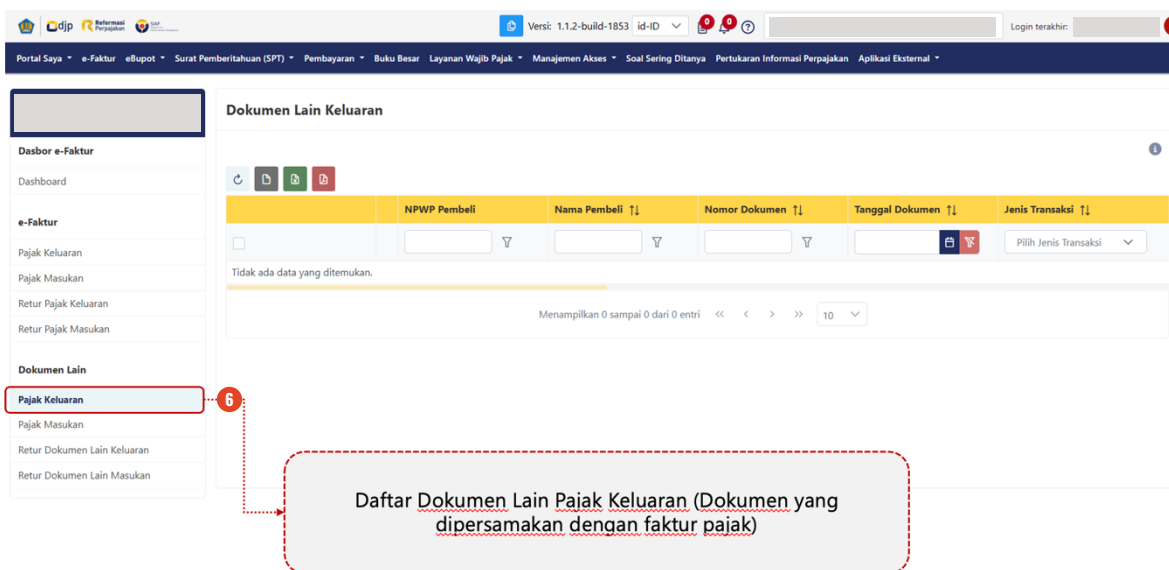 djp Reformasi Perpajakan
Versi: 1.1.2-build-1853 id-ID 0 0 Login terakhir:
Portal Saya e-Faktur eBupot Surat Pemberitahuan (SPT) Pembayaran Buku Besar Layanan Wajib Pajak Manajemen Akses Soal Sering Ditanya Pertukaran Informasi Perpajakan Aplikasi Eksternal
Dokumen Lain Keluaran
Dasbor e-Faktur
Dashboard
e-Faktur
Pajak Keluaran
Pajak Masukan
Retur Pajak Keluaran
Retur Pajak Masukan
Dokumen Lain
Pajak Keluaran
Pajak Masukan
Retur Dokumen Lain Keluaran
Retur Dokumen Lain Masukan
NPWP Pembeli Nama Pembeli Nomor Dokumen Tanggal Dokumen Jenis Transaksi
Pilih Jenis Transaksi
Tidak ada data yang ditemukan.
Menampilkan 0 sampai 0 dari 0 entri << < > >> 10
6
Daftar Dokumen Lain Pajak Keluaran (Dokumen yang
dipersamakan dengan faktur pajak)